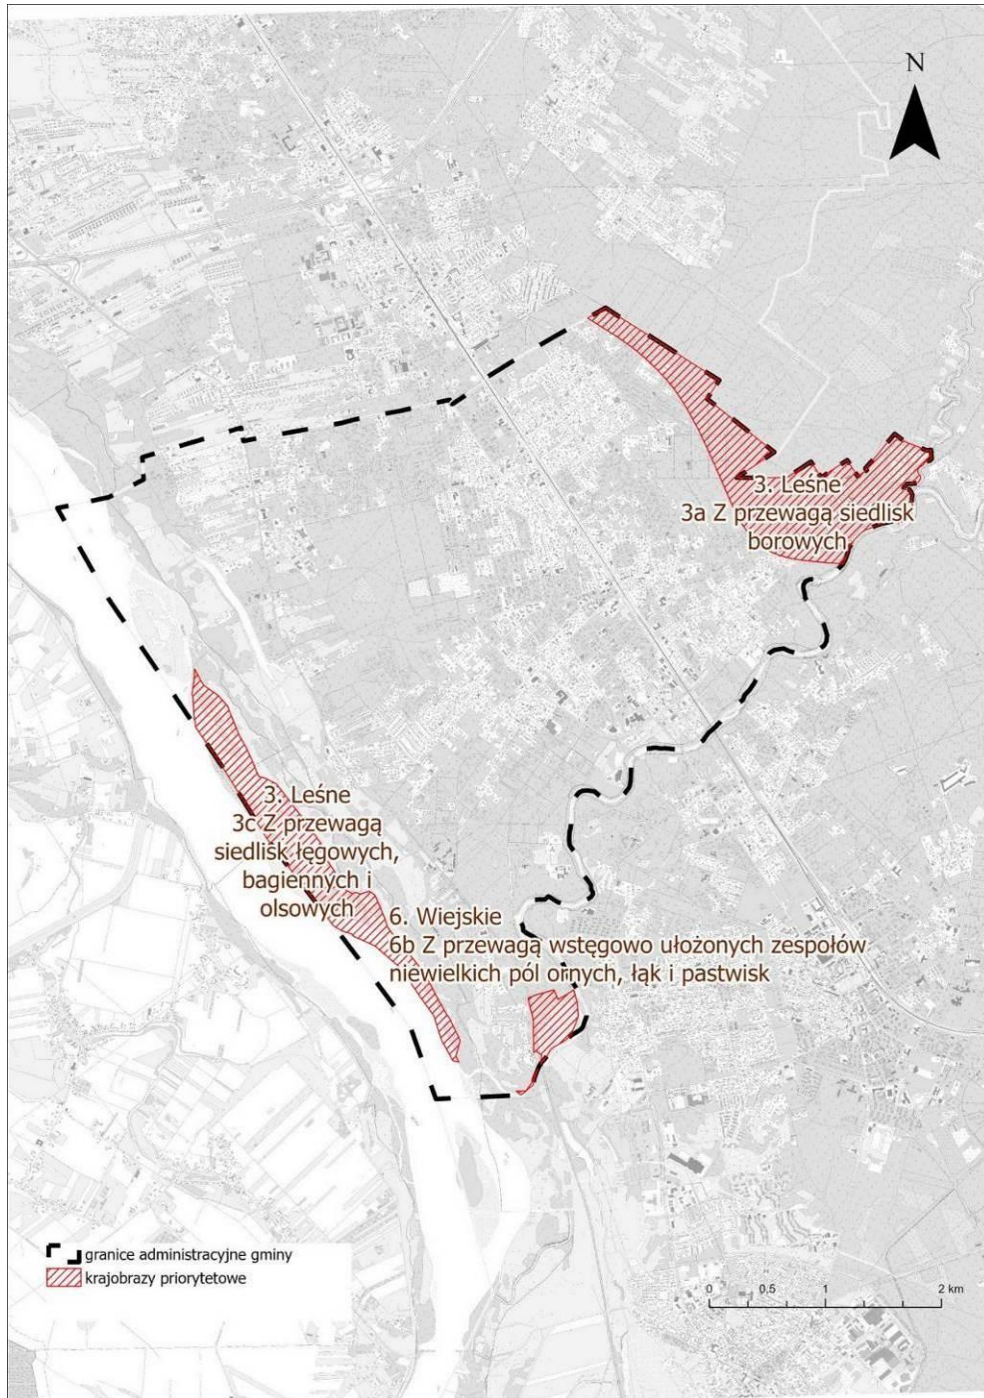 N
3. Leśne
3a Z przewagą siedlisk
borowych
3. Leśne
3c Z przewagą
siedlisk łęgowych,
bagiennych i
olsowych
6. Wiejskie
6b Z przewagą wstęgowo ułożonych zespołów
niewielkich pól ornych, łąk i pastwisk
granice administracyjne gminy
krajobrazy priorytetowe
0 0.5 1 2 km